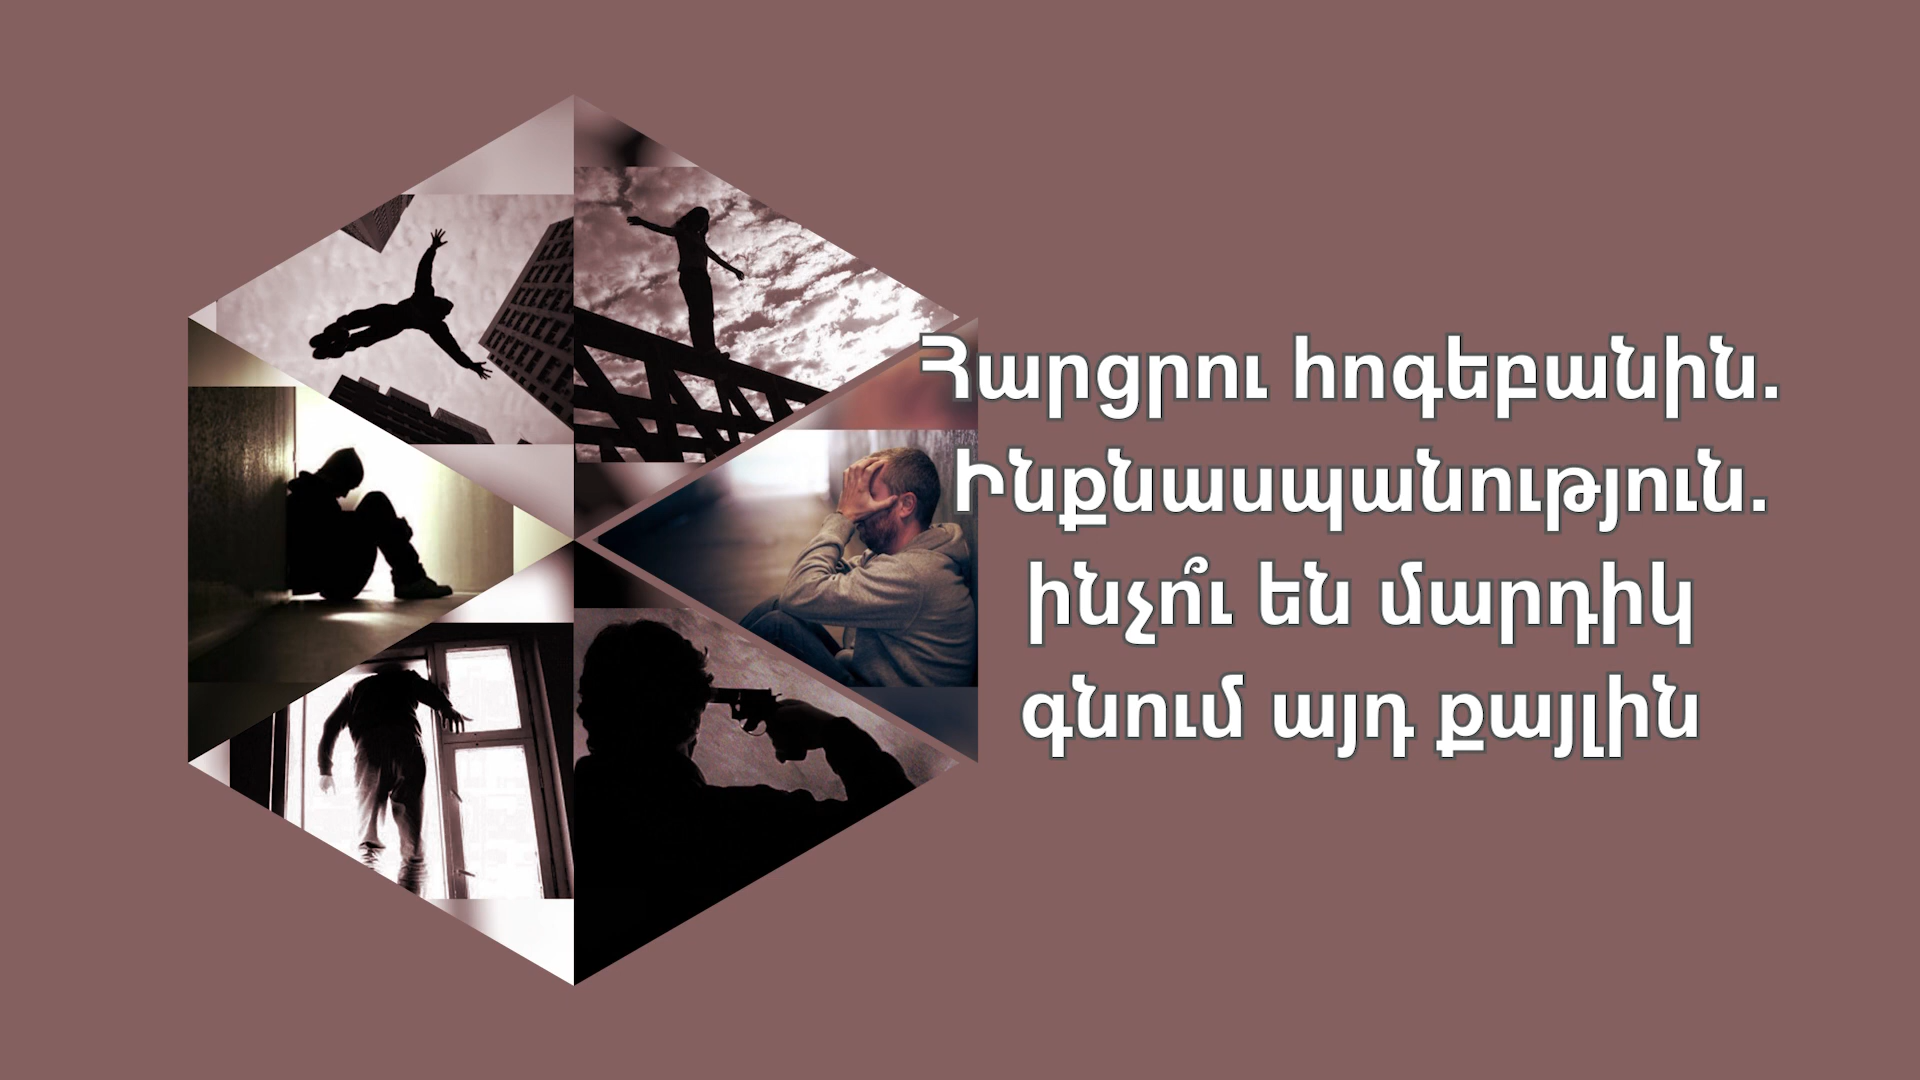 Հարցրու հոգեբանին.
Ինքնասպանություն.
ինչո՞ւ են մարդիկ
գնում այդ քայլին